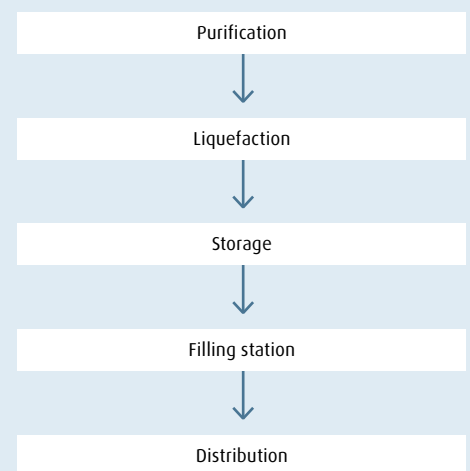 Purification
Liquefaction
Storage
Filling station
Distribution